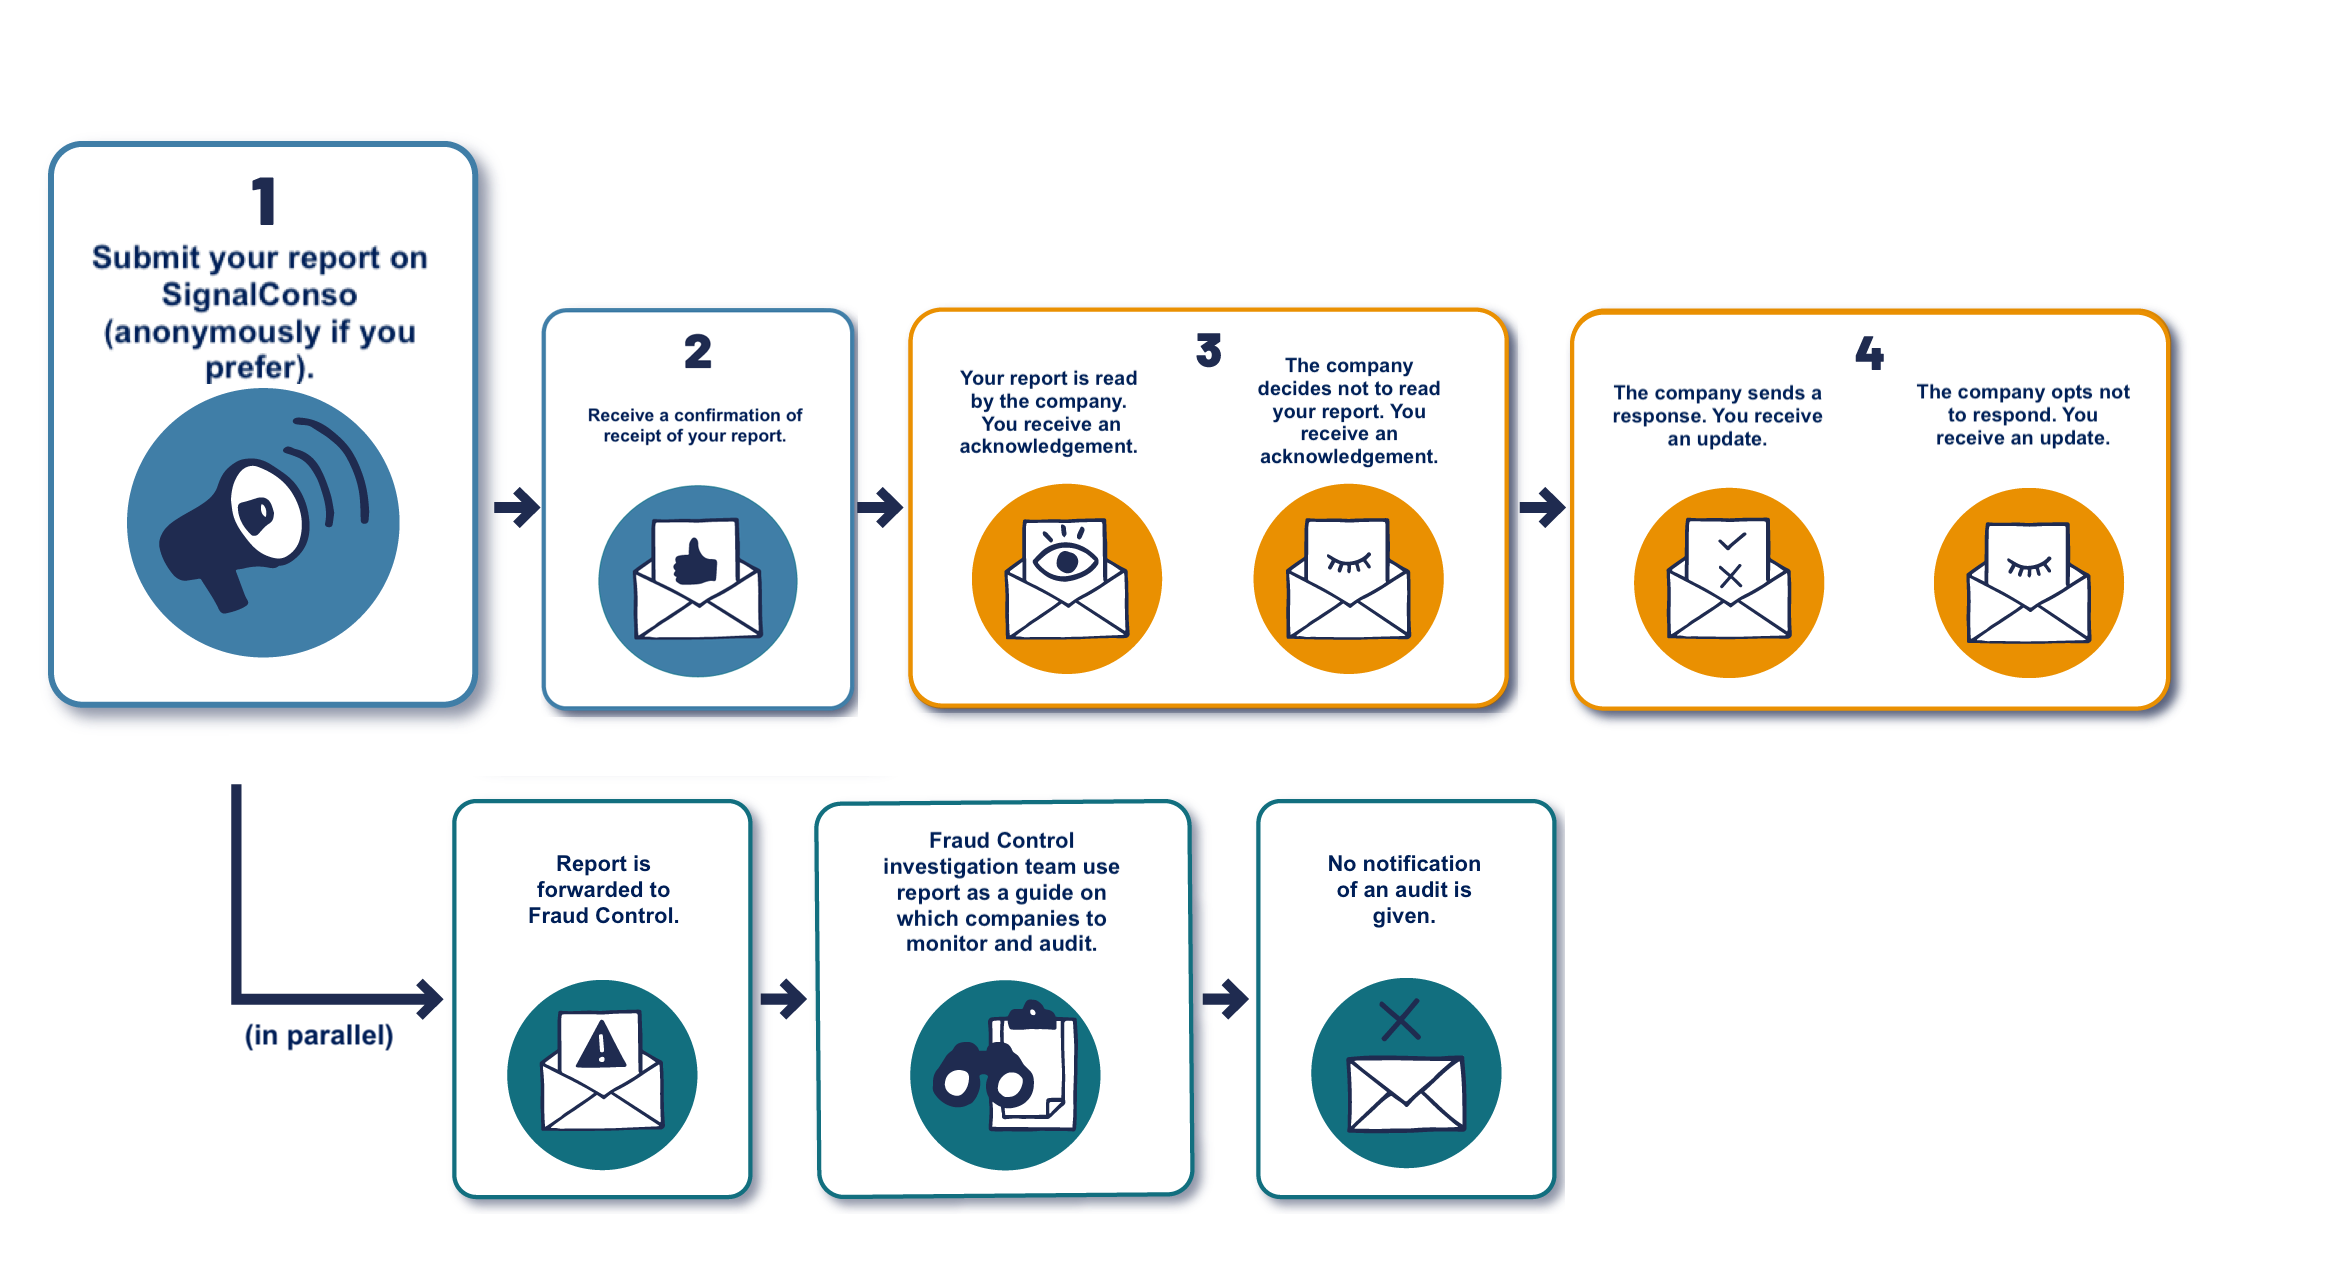 1
Submit your report on
SignalConso
(anonymously if you
prefer).
2
Receive a confirmation of
receipt of your report.
3
Your report is read
by the company.
You receive an
acknowledgement.
The company
decides not to read
your report. You
receive an
acknowledgement.
4
The company sends a
response. You receive
an update.
The company opts not
to respond. You
receive an update.
(in parallel)
Report is
forwarded to
Fraud Control.
Fraud Control
investigation team use
report as a guide on
which companies to
monitor and audit.
No notification
of an audit is
given.